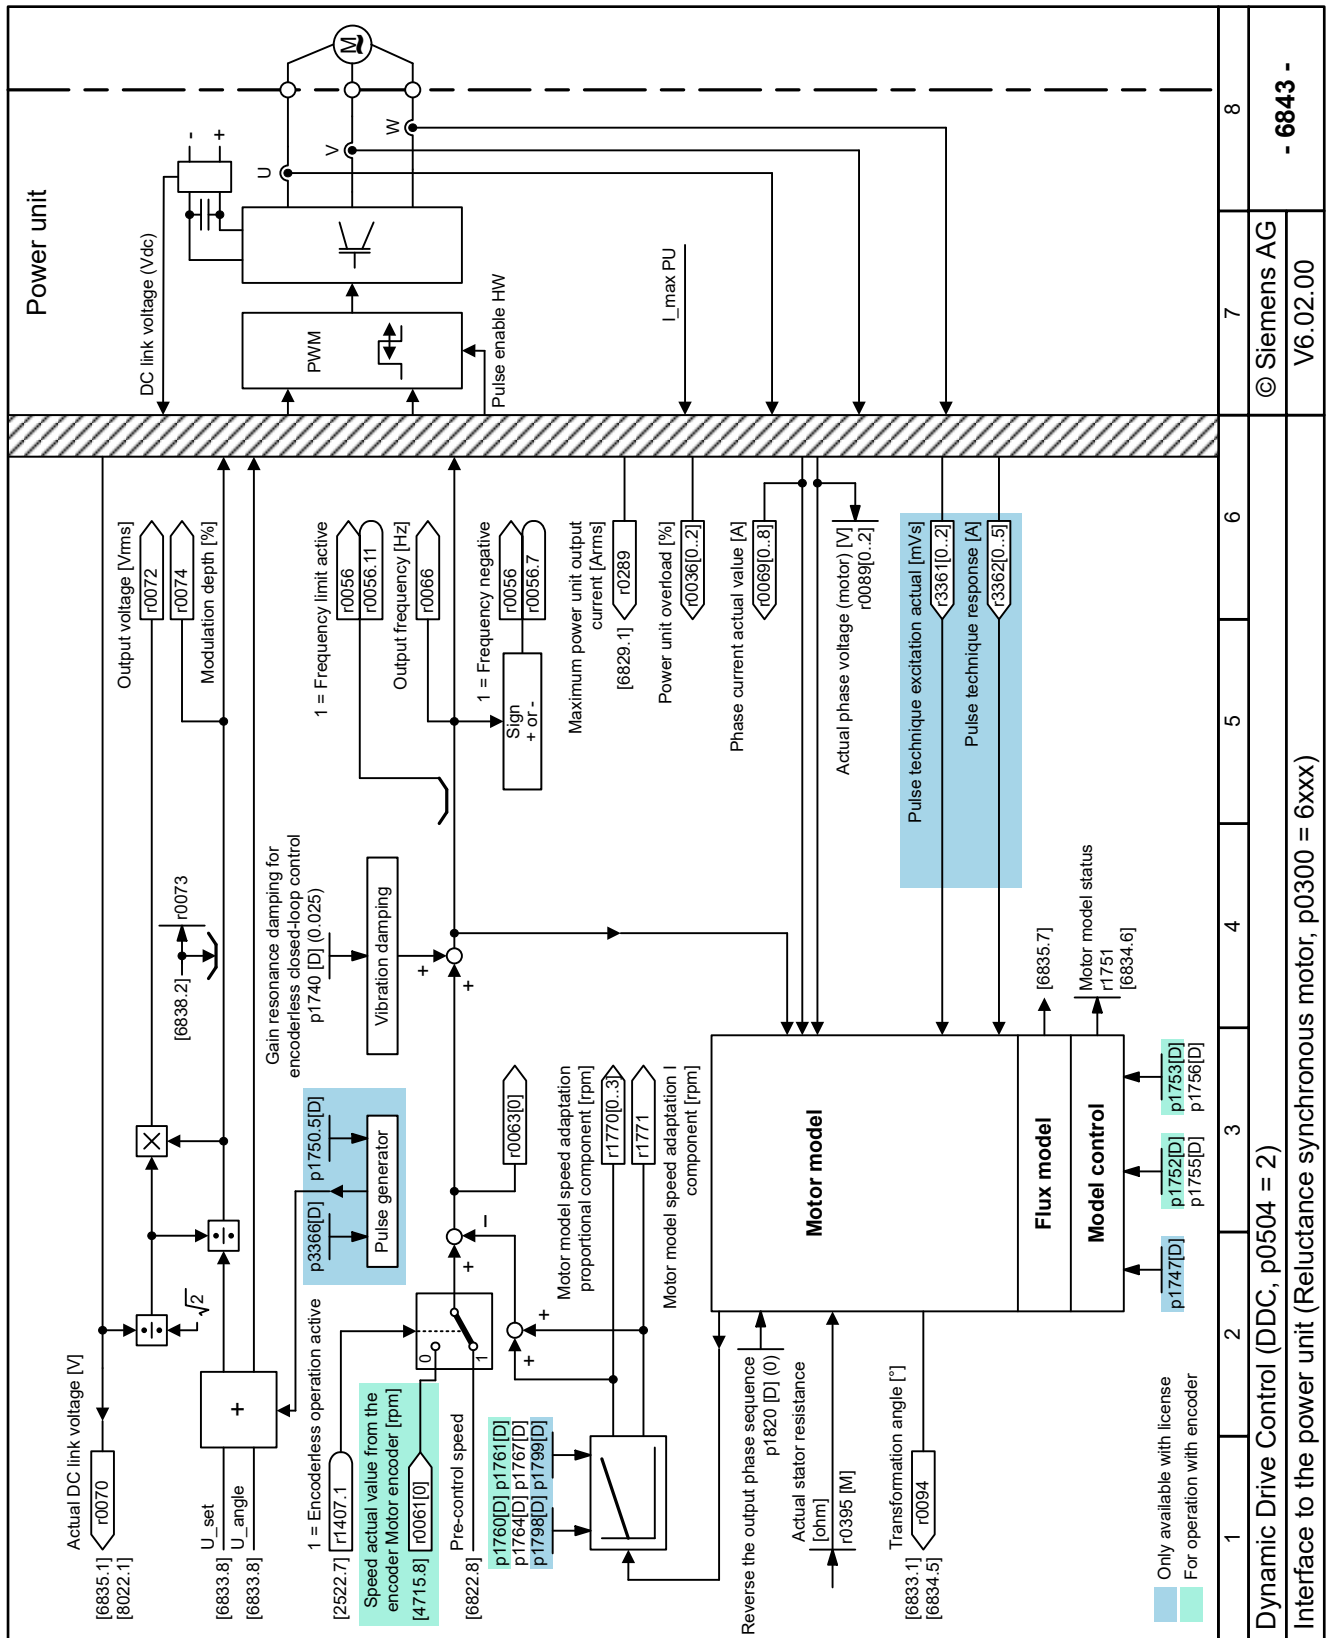 Power unit
Actual DC link voltage [V]
r0070
[6835.1]
[8022.1]
U_set
[6833.8]
U_angle
[6833.8]
+
√2
÷
÷
×
[6838.2]
r0073
Output voltage [Vrms]
r0072
r0074
Modulation depth [%]
DC link voltage (Vdc)
-
+
PWM
Pulse enable HW
U
V
W
M
~
1 = Encoderless operation active
r1407.1
[2522.7]
Speed actual value from the
encoder Motor encoder [rpm]
r0061[0]
[4715.8]
Pre-control speed
[6822.8]
0
1
p3366[D]
p1750.5[D]
Pulse generator
Gain resonance damping for
encoderless closed-loop control
p1740 [D] (0.025)
Vibration damping
+
+
+
–
+
+
r0063[0]
1 = Frequency limit active
r0056
r0056.11
Output frequency [Hz]
r0066
1 = Frequency negative
r0056
r0056.7
Sign
+ or -
Maximum power unit output
current [Arms]
r0289
[6829.1]
Power unit overload [%]
r0036[0..2]
I_max PU
Phase current actual value [A]
r0069[0..8]
Actual phase voltage (motor) [V]
r0089[0..2]
Pulse technique excitation actual [mVs]
r3361[0..2]
Pulse technique response [A]
r3362[0..5]
p1760[D] p1761[D]
p1764[D] p1767[D]
p1798[D] p1799[D]
Motor model speed adaptation
proportional component [rpm]
r1770[0..3]
r1771
Motor model speed adaptation I
component [rpm]
Reverse the output phase sequence
p1820 [D] (0)
Actual stator resistance
[ohm]
r0395 [M]
Transformation angle [°]
r0094
[6833.1]
[6834.5]
Motor model
Flux model
Model control
[6835.7]
Motor model status
r1751
[6834.6]
p1747[D]
p1752[D]
p1755[D]
p1753[D]
p1756[D]
Only available with license
For operation with encoder
1
2
3
4
5
6
7
8
Dynamic Drive Control (DDC, p0504 = 2)
© Siemens AG
- 6843 -
Interface to the power unit (Reluctance synchronous motor, p0300 = 6xxx)
V6.02.00